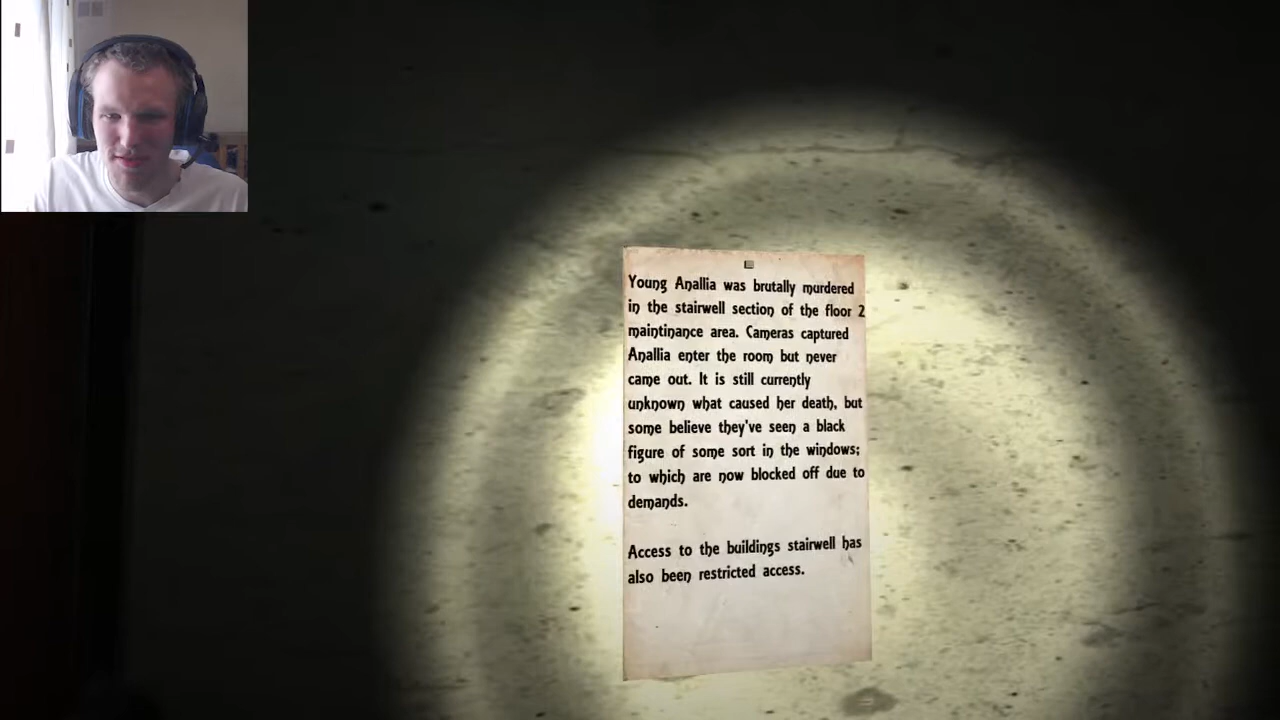 Young Anallia was brutally murdered
in the stairwell section of the floor 2
maintinance area. Cameras captured
Anallia enter the room but never
came out. It is still currently
unknown what caused her death, but
some believe they've seen a black
figure of some sort in the windows;
to which are now blocked off due to
demands.
Access to the buildings stairwell has
also been restricted access.